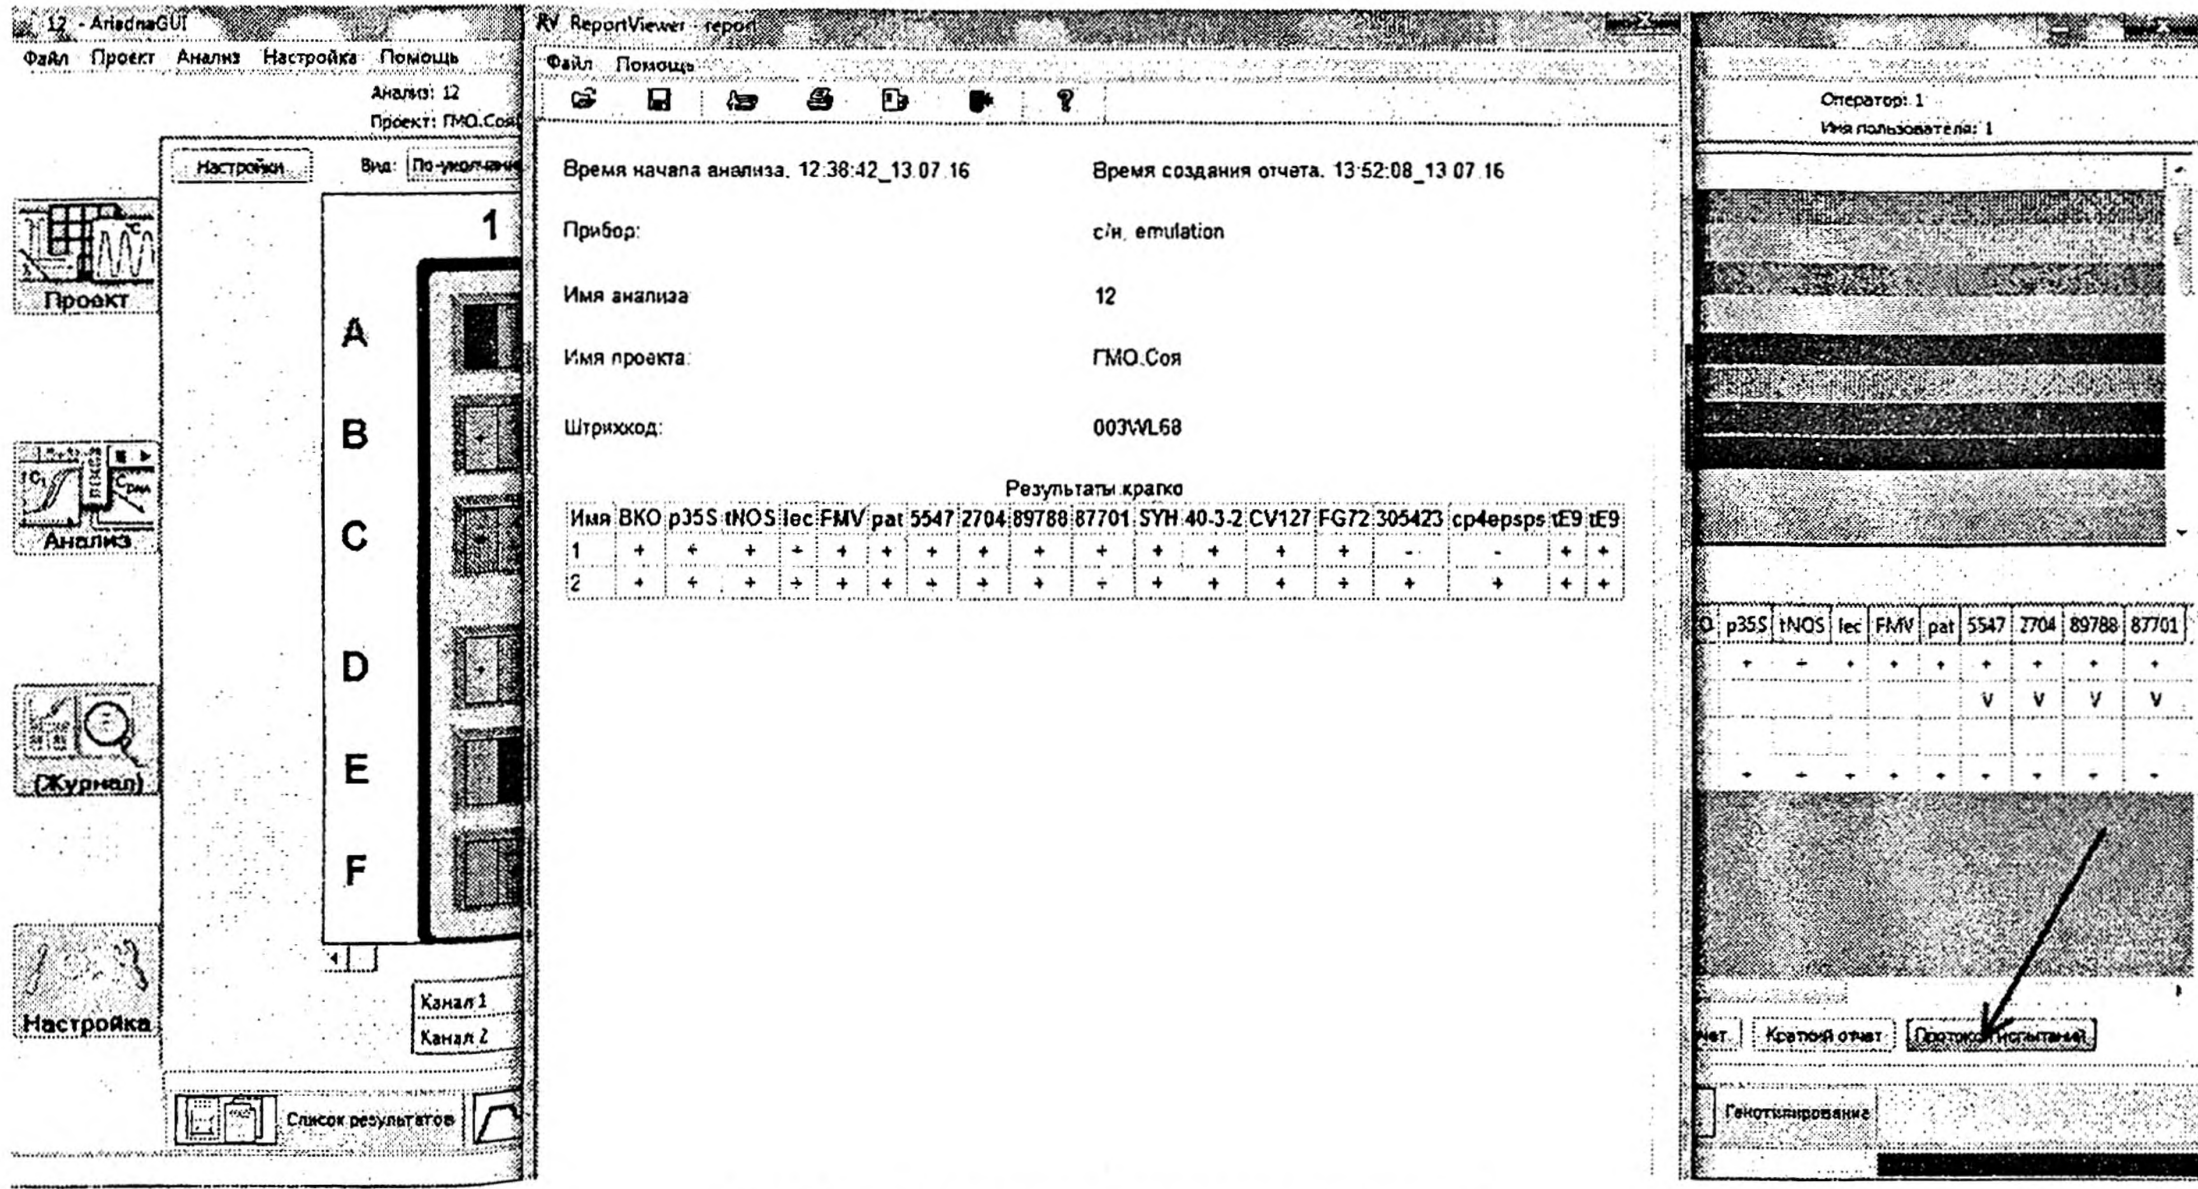 12 - AriadnaGUI
Файл Проект Анализ Настройка Помощь
Анализ: 12
Проект: ГМО.Соя
Настройки Вид: По-умолчанию
1
A
B
C
D
E
F
Проект
Анализ
(Журнал)
Настройка
Канал 1
Канал 2
Список результатов
RV ReportViewer - report
Файл Помощь
Время начала анализа. 12:38:42_13.07.16 Время создания отчета. 13:52:08_13 07 16
Прибор: с/н, emulation
Имя анализа 12
Имя проекта: ГМО.Соя
Штрихкод: 003WL68
Результаты кратко
Имя ВКО p35S tNOS lec FMV pat 5547 2704 89788 87701 SYH 40-3-2 CV127 FG72 305423 cp4epsps tE9 tE9
1 + + + + + + + + + + + + + + - - + +
2 + + + + + + + + + + + + + + + + + +
Оператор: 1
Имя пользователя: 1
О p35S tNOS lec FMV pat 5547 2704 89788 87701
+ + + + + + + + +
V V V V
+ + + + + + + + +
чет Краткий отчет Протокол испытаний
Генотипирование